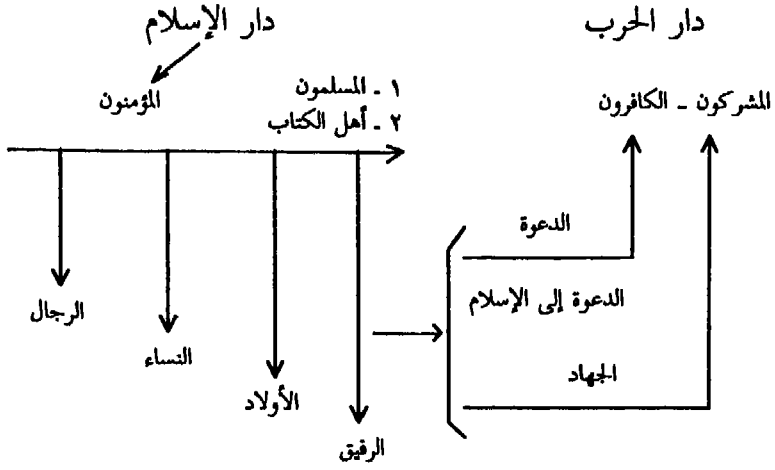 دار الإسلام
دار الحرب
المؤمنون
١ ـ المسلمون
٢ ـ أهل الكتاب
المشركون ـ الكافرون
الدعوة
الدعوة إلى الإسلام
الجهاد
الرجال
النساء
الأولاد
الرفيق